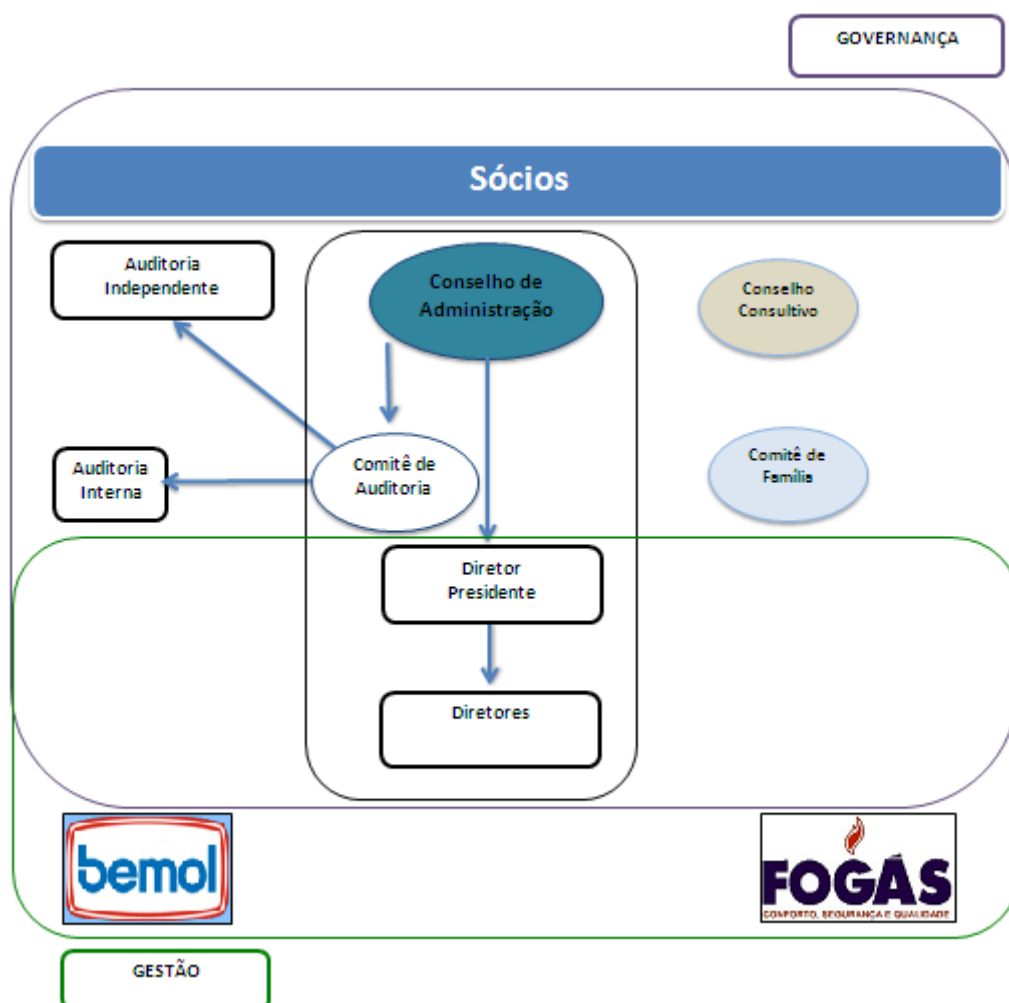 GOVERNANÇA
Sócios
Auditoria
Independente
Conselho de
Administração
Conselho
Consultivo
Auditoria
Interna
Comitê de
Auditoria
Comitê de
Família
Diretor
Presidente
Diretores
bemol
FOGÁS
CONFORTO, SEGURANÇA E QUALIDADE
GESTÃO